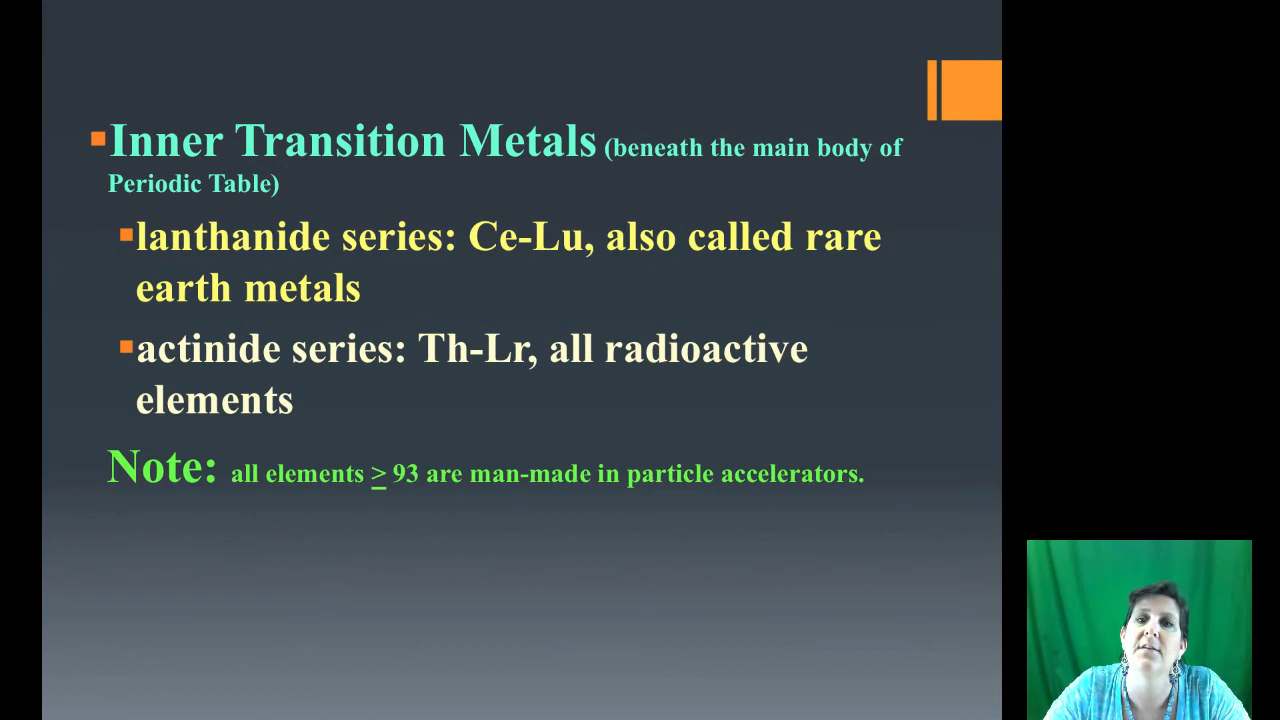 Inner Transition Metals (beneath the main body of
Periodic Table)
lanthanide series: Ce-Lu, also called rare
earth metals
actinide series: Th-Lr, all radioactive
elements
Note: all elements ≥ 93 are man-made in particle accelerators.